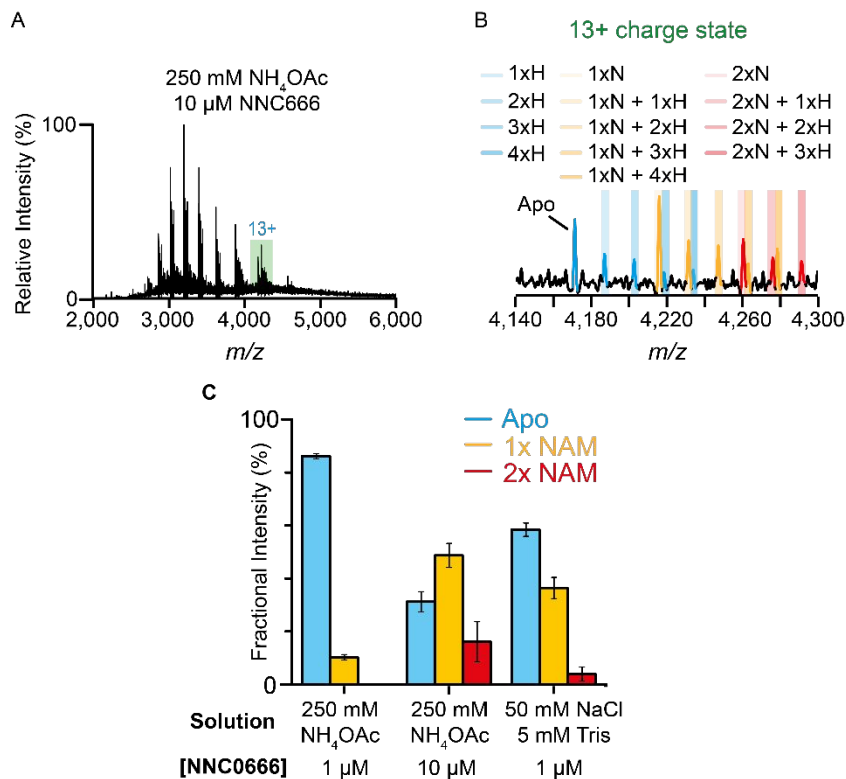 A
250 mM NH₄OAc
10 µM NNC666
Relative Intensity (%)
100
0
13+
2,000 3,000 4,000 5,000 6,000
m/z
B
13+ charge state
1xH 1xN 2xN
2xH 1xN + 1xH 2xN + 1xH
3xH 1xN + 2xH 2xN + 2xH
4xH 1xN + 3xH 2xN + 3xH
1xN + 4xH
Apo
4,140 4,180 4,220 4,260 4,300
m/z
C
Fractional Intensity (%)
100
0
Apo
1x NAM
2x NAM
Solution
250 mM NH₄OAc
250 mM NH₄OAc
50 mM NaCl 5 mM Tris
[NNC0666] 1 µM 10 µM 1 µM